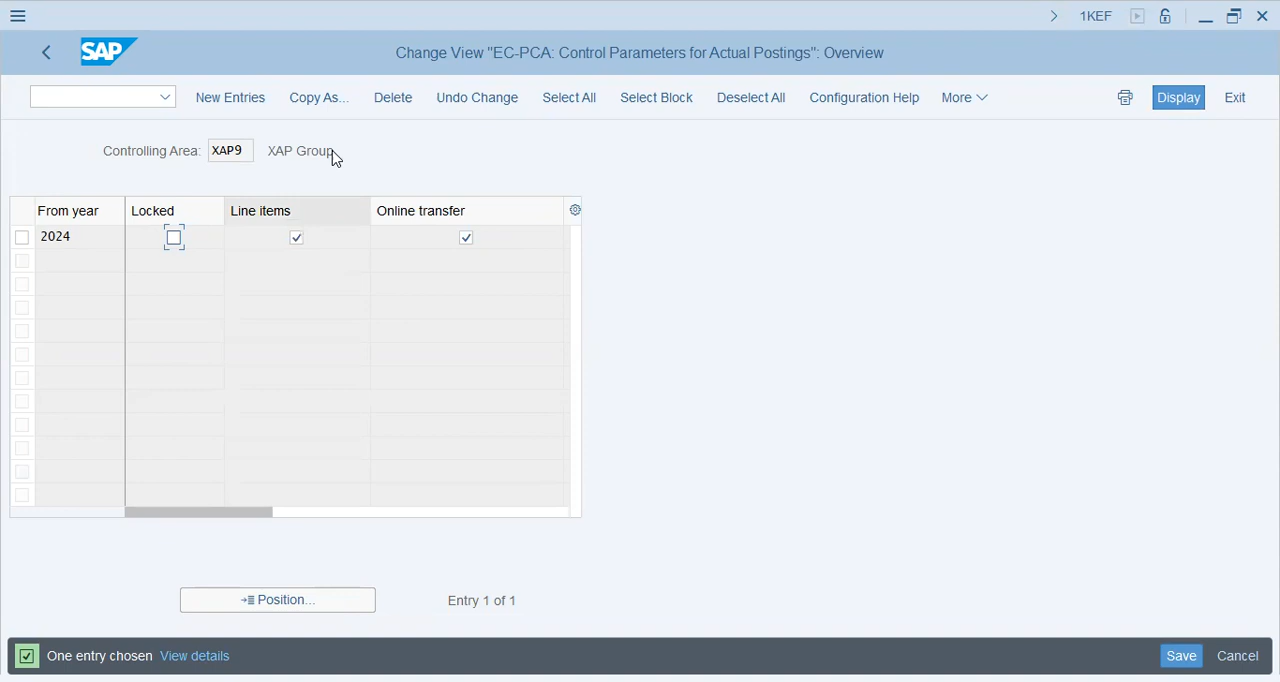 1KEF
SAP
Change View "EC-PCA: Control Parameters for Actual Postings": Overview
New Entries Copy As... Delete Undo Change Select All Select Block Deselect All Configuration Help More Display Exit
Controlling Area: XAP9 XAP Group
From year Locked Line items Online transfer
2024
Position... Entry 1 of 1
One entry chosen View details Save Cancel